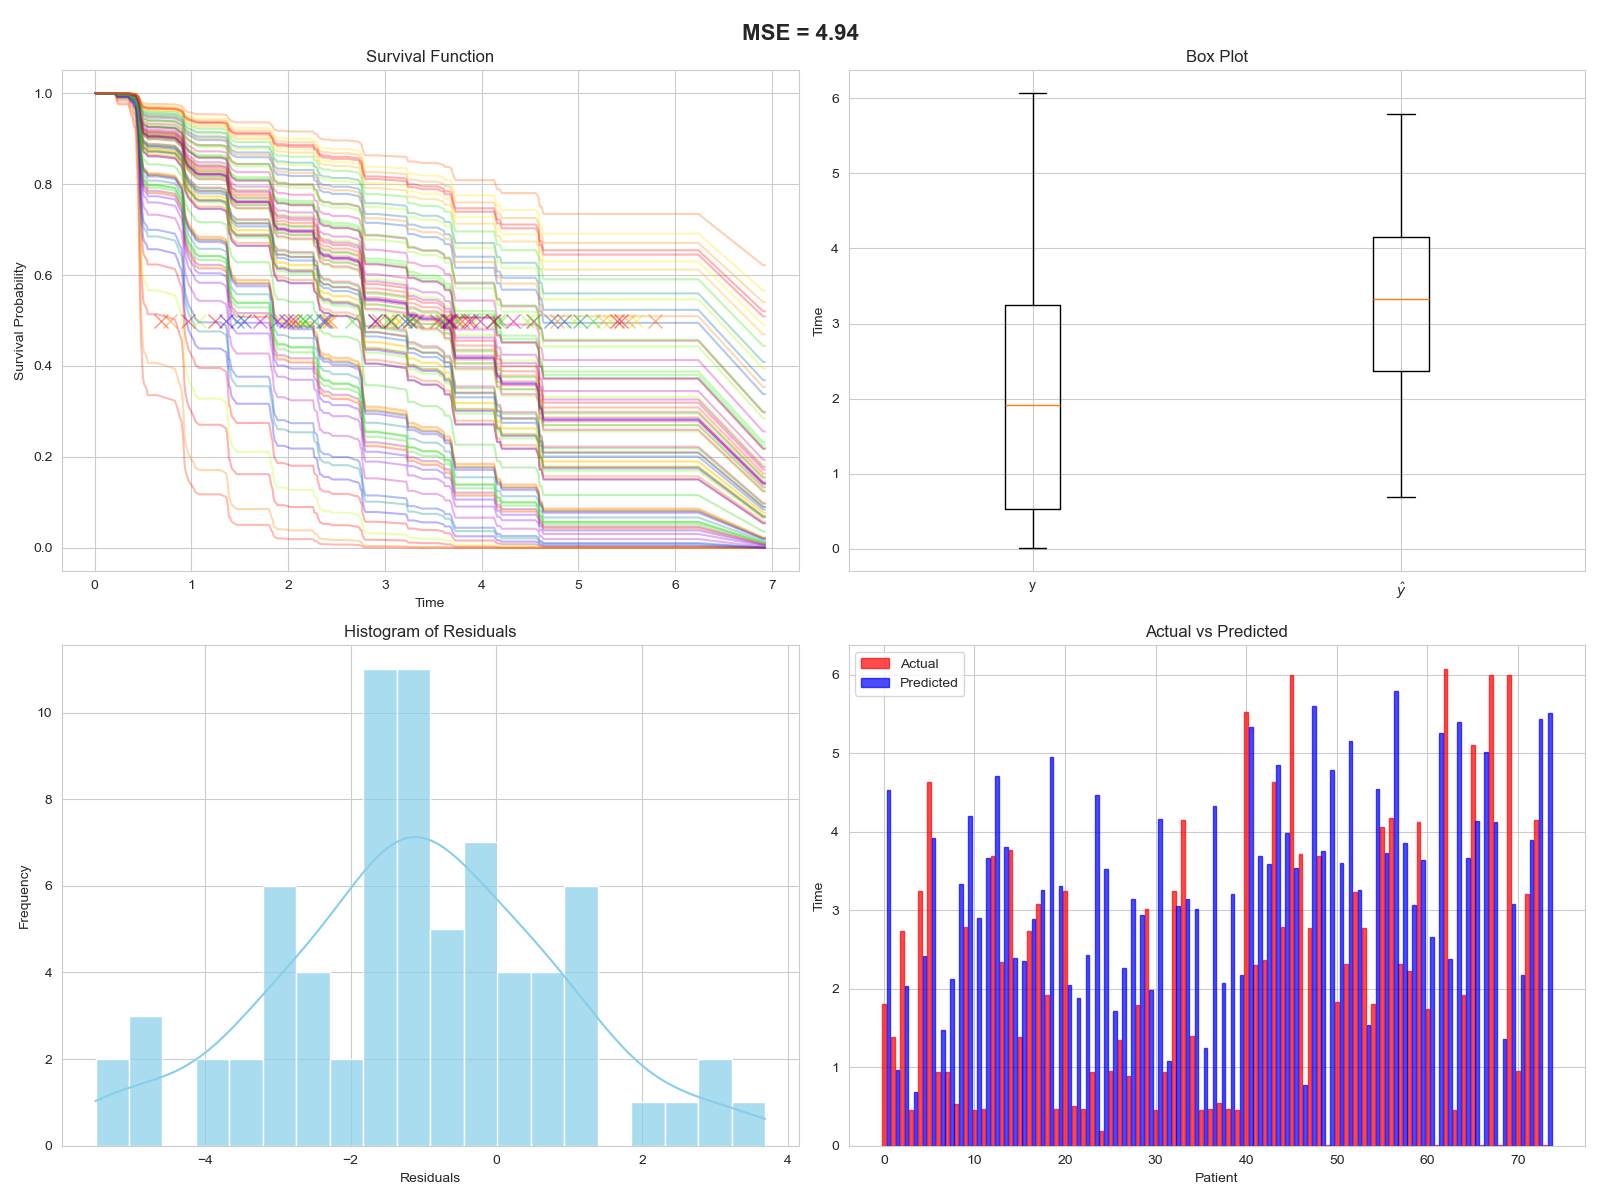 MSE = 4.94
Survival Function
Survival Probability
1.0
0.8
0.6
0.4
0.2
0.0
0 1 2 3 4 5 6 7
Time
Box Plot
Time
6
5
4
3
2
1
0
y ŷ
Histogram of Residuals
Frequency
10
8
6
4
2
0
−4 −2 0 2 4
Residuals
Actual vs Predicted
Actual
Predicted
Time
6
5
4
3
2
1
0
0 10 20 30 40 50 60 70
Patient